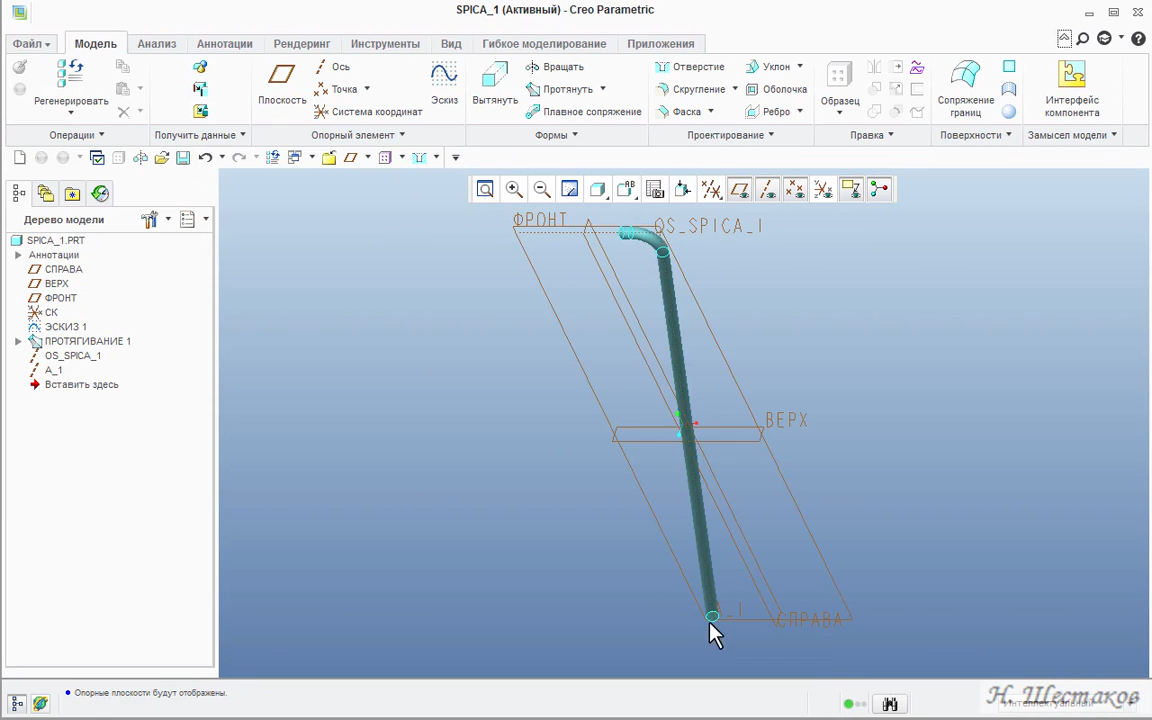 SPICA_1 (Активный) - Creo Parametric
Файл Модель Анализ Аннотации Рендеринг Инструменты Вид Гибкое моделирование Приложения
Регенерировать
Операции
Получить данные
Плоскость
Ось
Точка
Система координат
Эскиз
Опорный элемент
Вытянуть
Вращать
Протянуть
Плавное сопряжение
Формы
Отверстие
Скругление
Фаска
Уклон
Оболочка
Ребро
Проектирование
Образец
Правка
Сопряжение границ
Поверхности
Интерфейс компонента
Замысел модели
Дерево модели
SPICA_1.PRT
Аннотации
СПРАВА
ВЕРХ
ФРОНТ
СК
ЭСКИЗ 1
ПРОТЯГИВАНИЕ 1
OS_SPICA_1
A_1
Вставить здесь
ФРОНТ
OS_SPICA_1
ВЕРХ
СПРАВА
Опорные плоскости будут отображены.
Н. Шестаков